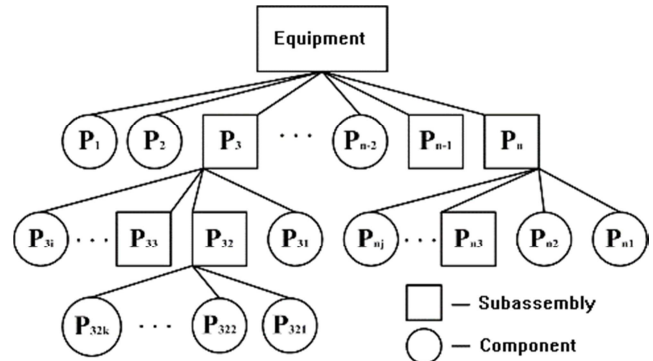 Equipment
P1 P2 P3 ··· Pn-2 Pn-1 Pn
P3i ··· P33 P32 P31 Pnj ... Pn3 Pn2 Pn1
P32k ··· P322 P321
— Subassembly
— Component